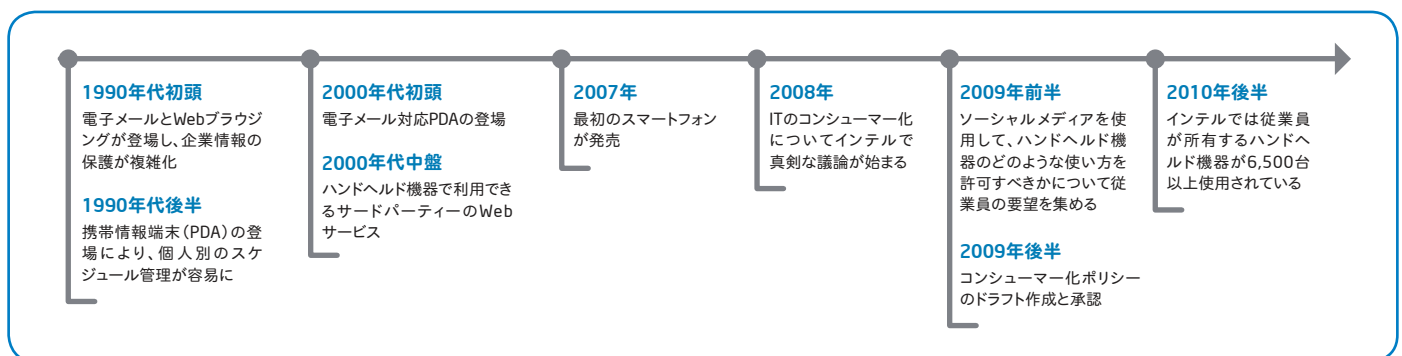 1990年代初頭
電子メールとWebブラウジ
ングが登場し、企業情報の
保護が複雑化
1990年代後半
携帯情報端末（PDA）の登
場により、個人別のスケ
ジュール管理が容易に
2000年代初頭
電子メール対応PDAの登場
2000年代中盤
ハンドヘルド機器で利用でき
るサードパーティーのWeb
サービス
2007年
最初のスマートフォン
が発売
2008年
ITのコンシューマー化
についてインテルで
真剣な議論が始まる
2009年前半
ソーシャルメディアを使
用して、ハンドヘルド機
器のどのような使い方を
許可すべきかについて従
業員の要望を集める
2009年後半
コンシューマー化ポリシー
のドラフト作成と承認
2010年後半
インテルでは従業員
が所有するハンドヘ
ルド機器が6,500台
以上使用されている